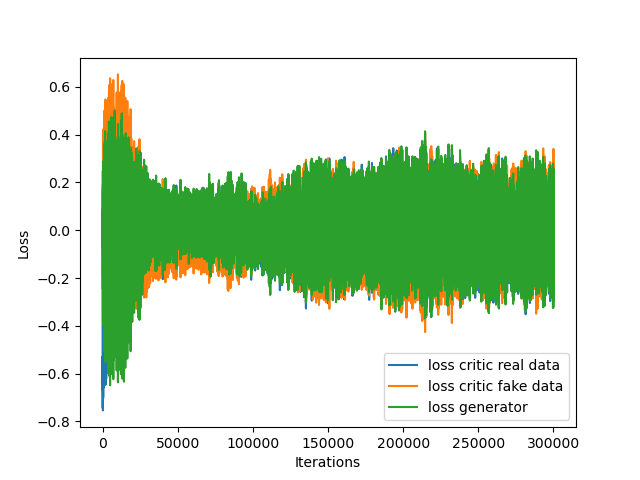 0.6
0.4
0.2
0.0
−0.2
−0.4
−0.6
−0.8
Loss
0 50000 100000 150000 200000 250000 300000
Iterations
loss critic real data
loss critic fake data
loss generator